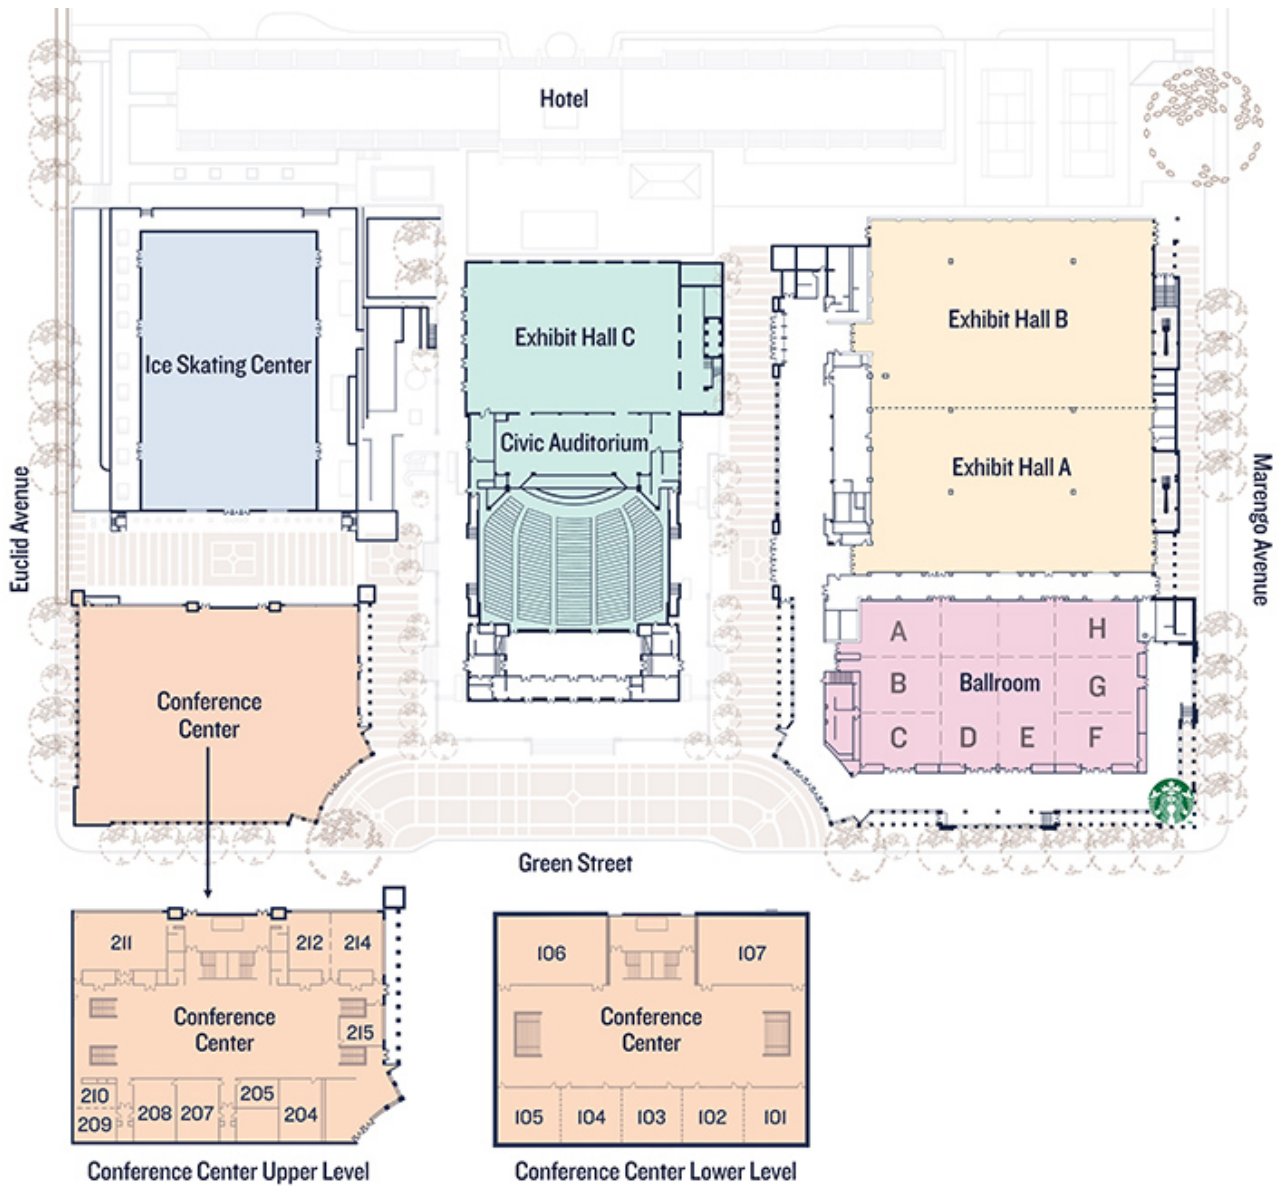 Hotel
Exhibit Hall B
Exhibit Hall C
Ice Skating Center
Civic Auditorium
Exhibit Hall A
Euclid Avenue
Marengo Avenue
A
H
Conference
Center
B
Ballroom
G
C
D
E
F
Green Street
211
212
214
106
107
Conference
Center
215
Conference
Center
210
209
208
207
205
204
105
104
103
102
101
Conference Center Upper Level
Conference Center Lower Level